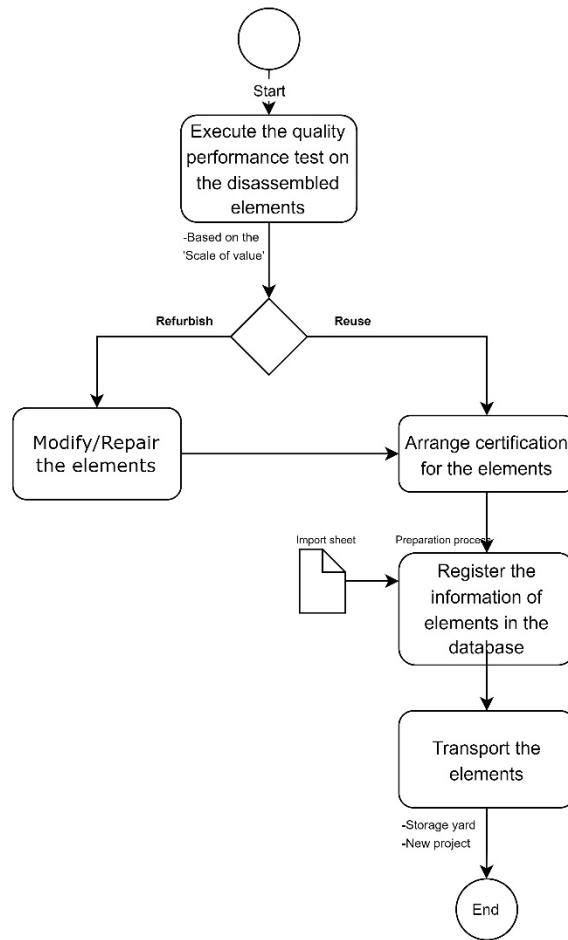 Start
Execute the quality
performance test on
the disassembled
elements
-Based on the
'Scale of value'
Refurbish
Reuse
Modify/Repair
the elements
Arrange certification
for the elements
Import sheet
Preparation process
Register the
information of
elements in the
database
Transport the
elements
-Storage yard
-New project
End